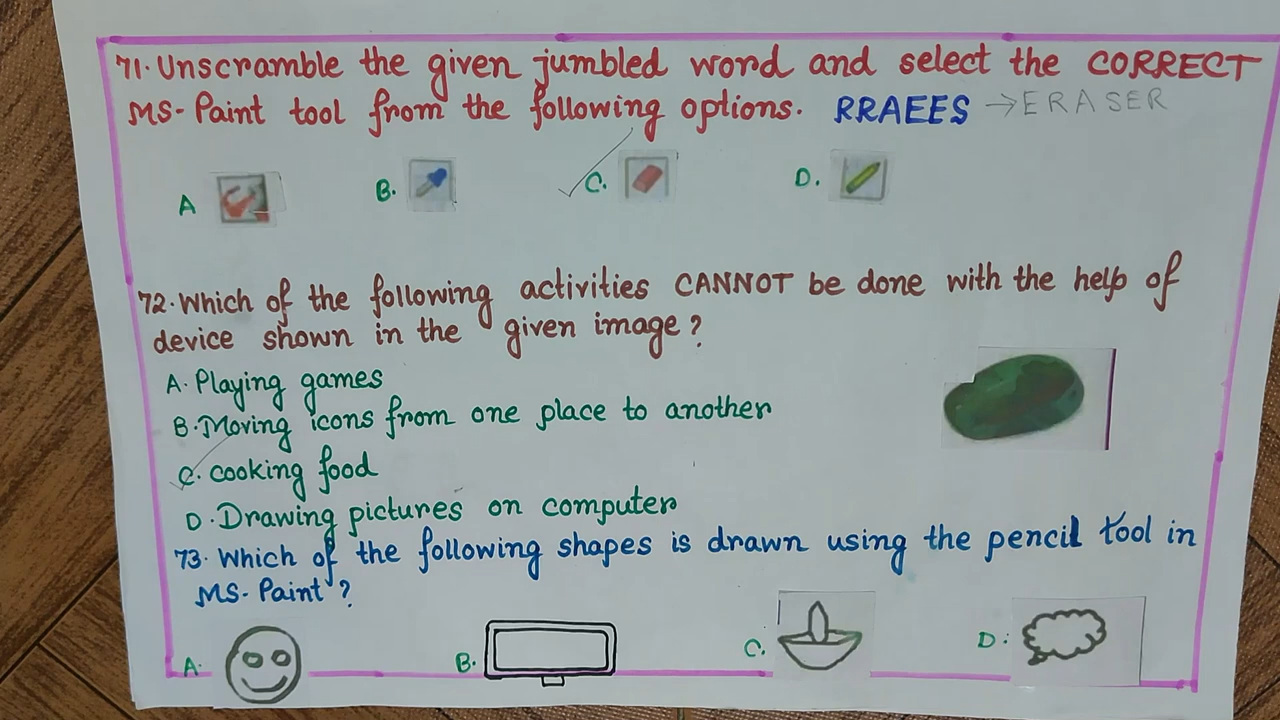 71. Unscramble the given jumbled word and select the CORRECT
MS-Paint tool from the following options. RRAEES → ERASER
A
B.
C.
D.
72. Which of the following activities CANNOT be done with the help of
device shown in the given image?
A. Playing games
B. Moving icons from one place to another
C. cooking food
D. Drawing pictures on computer
73. Which of the following shapes is drawn using the pencil tool in
MS-Paint?
A.
B.
C.
D.